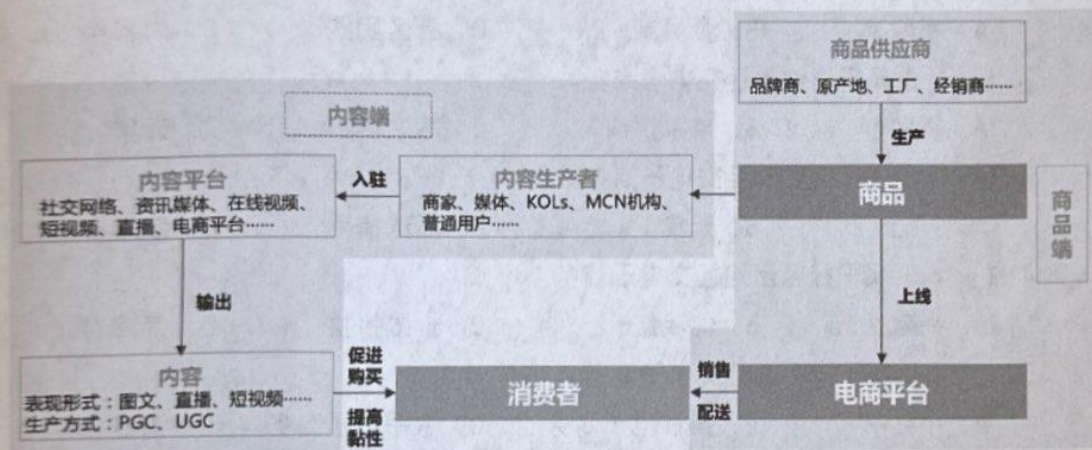 商品供应商
品牌商、原产地、工厂、经销商……
生产
商品
商品端
上线
电商平台
内容端
内容平台
社交网络、资讯媒体、在线视频、
短视频、直播、电商平台……
入驻
内容生产者
商家、媒体、KOLs、MCN机构、
普通用户……
输出
内容
表现形式：图文、直播、短视频……
生产方式：PGC、UGC
促进
购买
提高
黏性
消费者
销售
配送